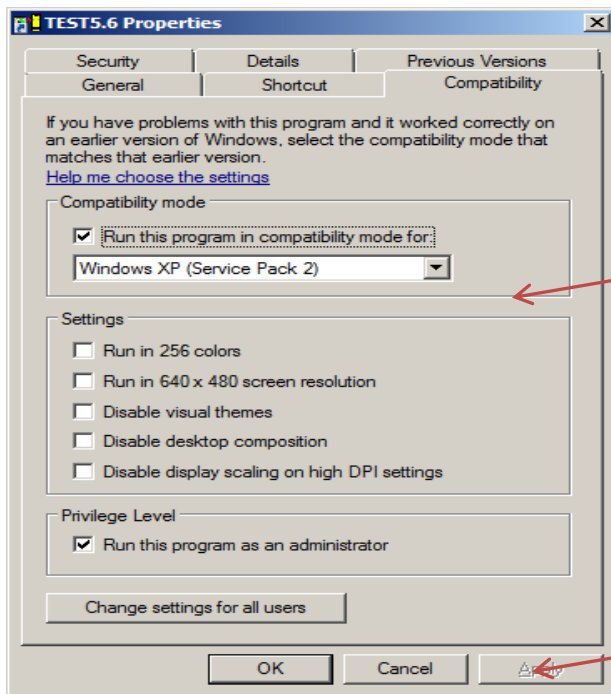 TEST5.6 Properties
Security Details Previous Versions
General Shortcut Compatibility
If you have problems with this program and it worked correctly on
an earlier version of Windows, select the compatibility mode that
matches that earlier version.
Help me choose the settings
Compatibility mode
Run this program in compatibility mode for:
Windows XP (Service Pack 2)
Settings
Run in 256 colors
Run in 640 x 480 screen resolution
Disable visual themes
Disable desktop composition
Disable display scaling on high DPI settings
Privilege Level
Run this program as an administrator
Change settings for all users
OK Cancel Apply